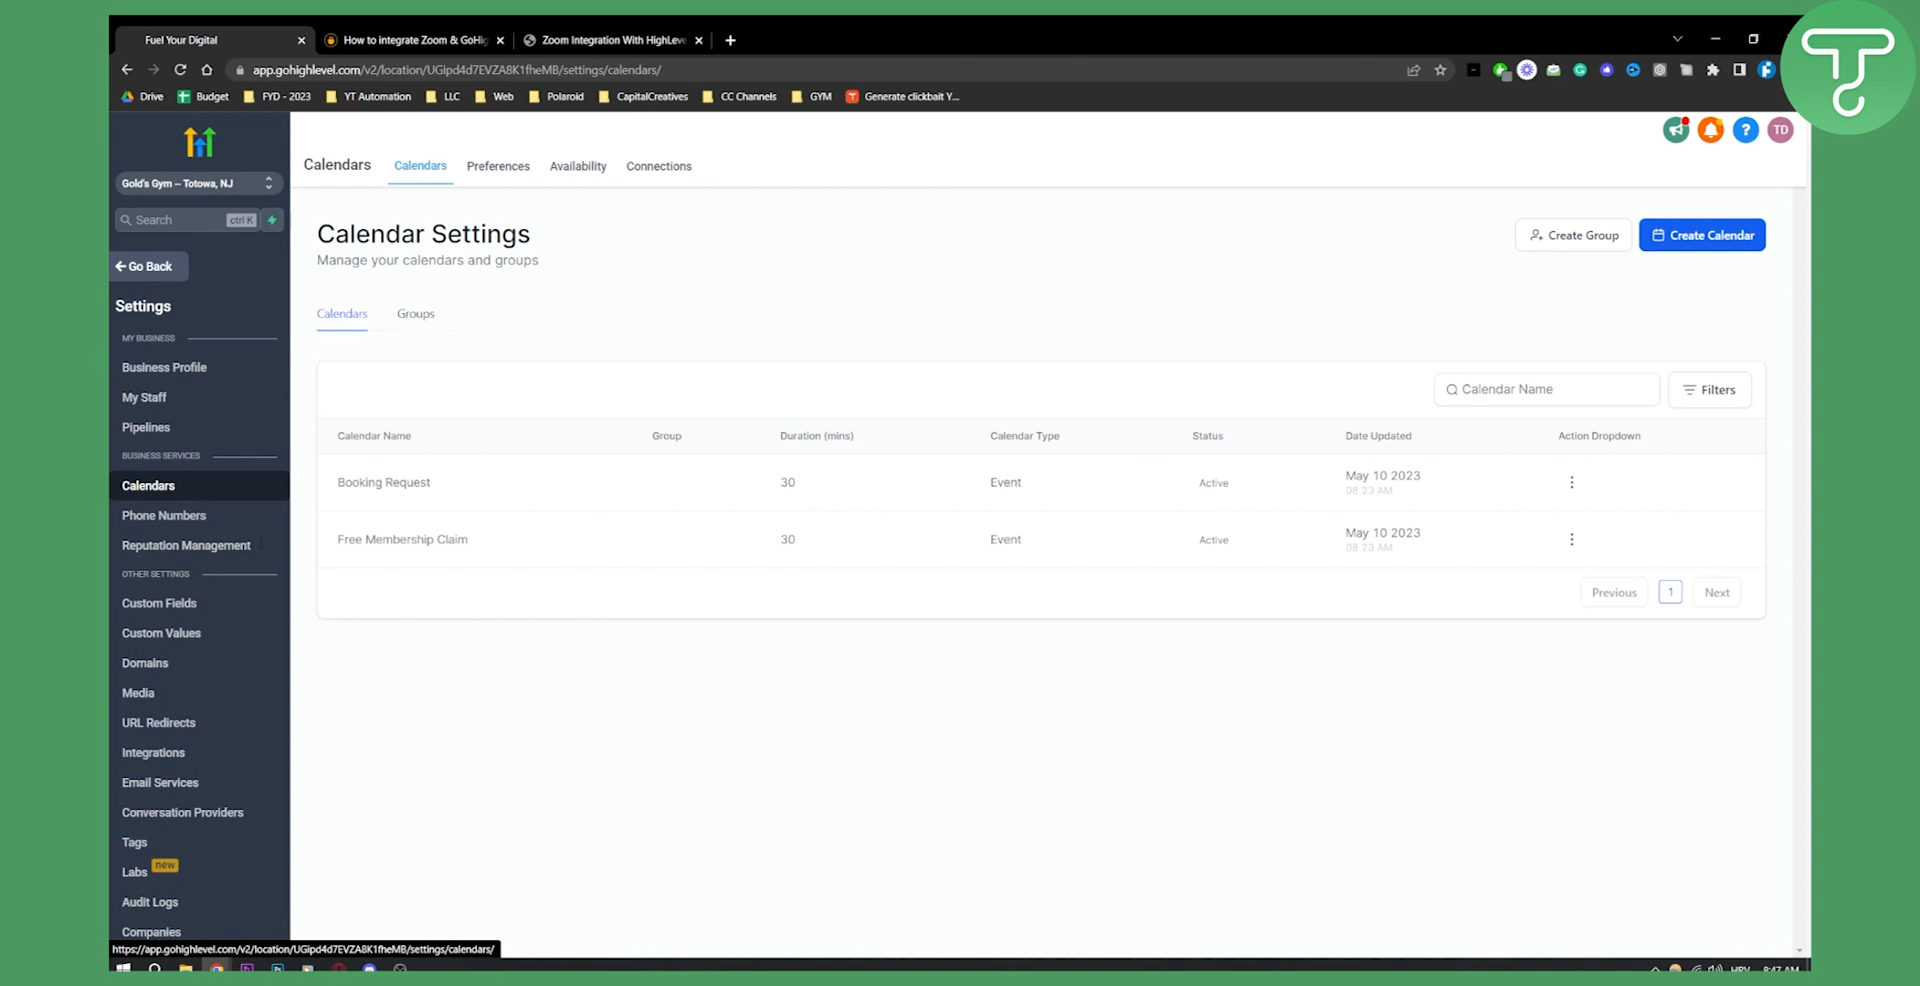 Fuel Your Digital
How to integrate Zoom & GoHig
Zoom Integration With HighLeve
app.gohighlevel.com/v2/location/UGipd4d7EVZA8K1fheMB/settings/calendars/
Drive
Budget
FYD - 2023
YT Automation
LLC
Web
Polaroid
CapitalCreatives
CC Channels
GYM
Generate clickbait Y...
TD
Gold's Gym -- Totowa, NJ
Search
ctrl K
Go Back
Settings
MY BUSINESS
Business Profile
My Staff
Pipelines
BUSINESS SERVICES
Calendars
Phone Numbers
Reputation Management
OTHER SETTINGS
Custom Fields
Custom Values
Domains
Media
URL Redirects
Integrations
Email Services
Conversation Providers
Tags
Labs new
Audit Logs
Companies
Calendars
Calendars
Preferences
Availability
Connections
Calendar Settings
Manage your calendars and groups
Create Group
Create Calendar
Calendars
Groups
Calendar Name
Filters
Calendar Name Group Duration (mins) Calendar Type Status Date Updated Action Dropdown
Booking Request 30 Event Active May 10 2023
08 23 AM
Free Membership Claim 30 Event Active May 10 2023
08 23 AM
Previous 1 Next
https://app.gohighlevel.com/v2/location/UGipd4d7EVZA8K1fheMB/settings/calendars/
HRV 8:47 AM